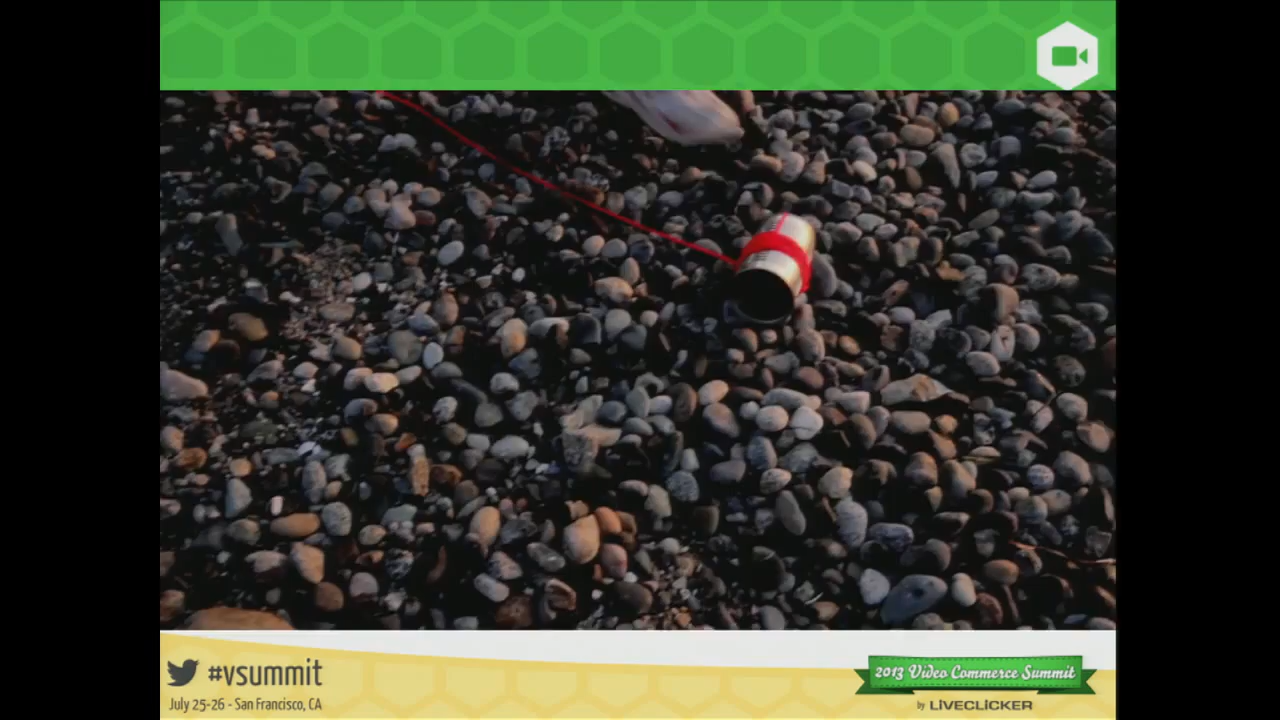 #vsummit
July 25-26 - San Francisco, CA
2013 Video Commerce Summit
by LIVECLICKER